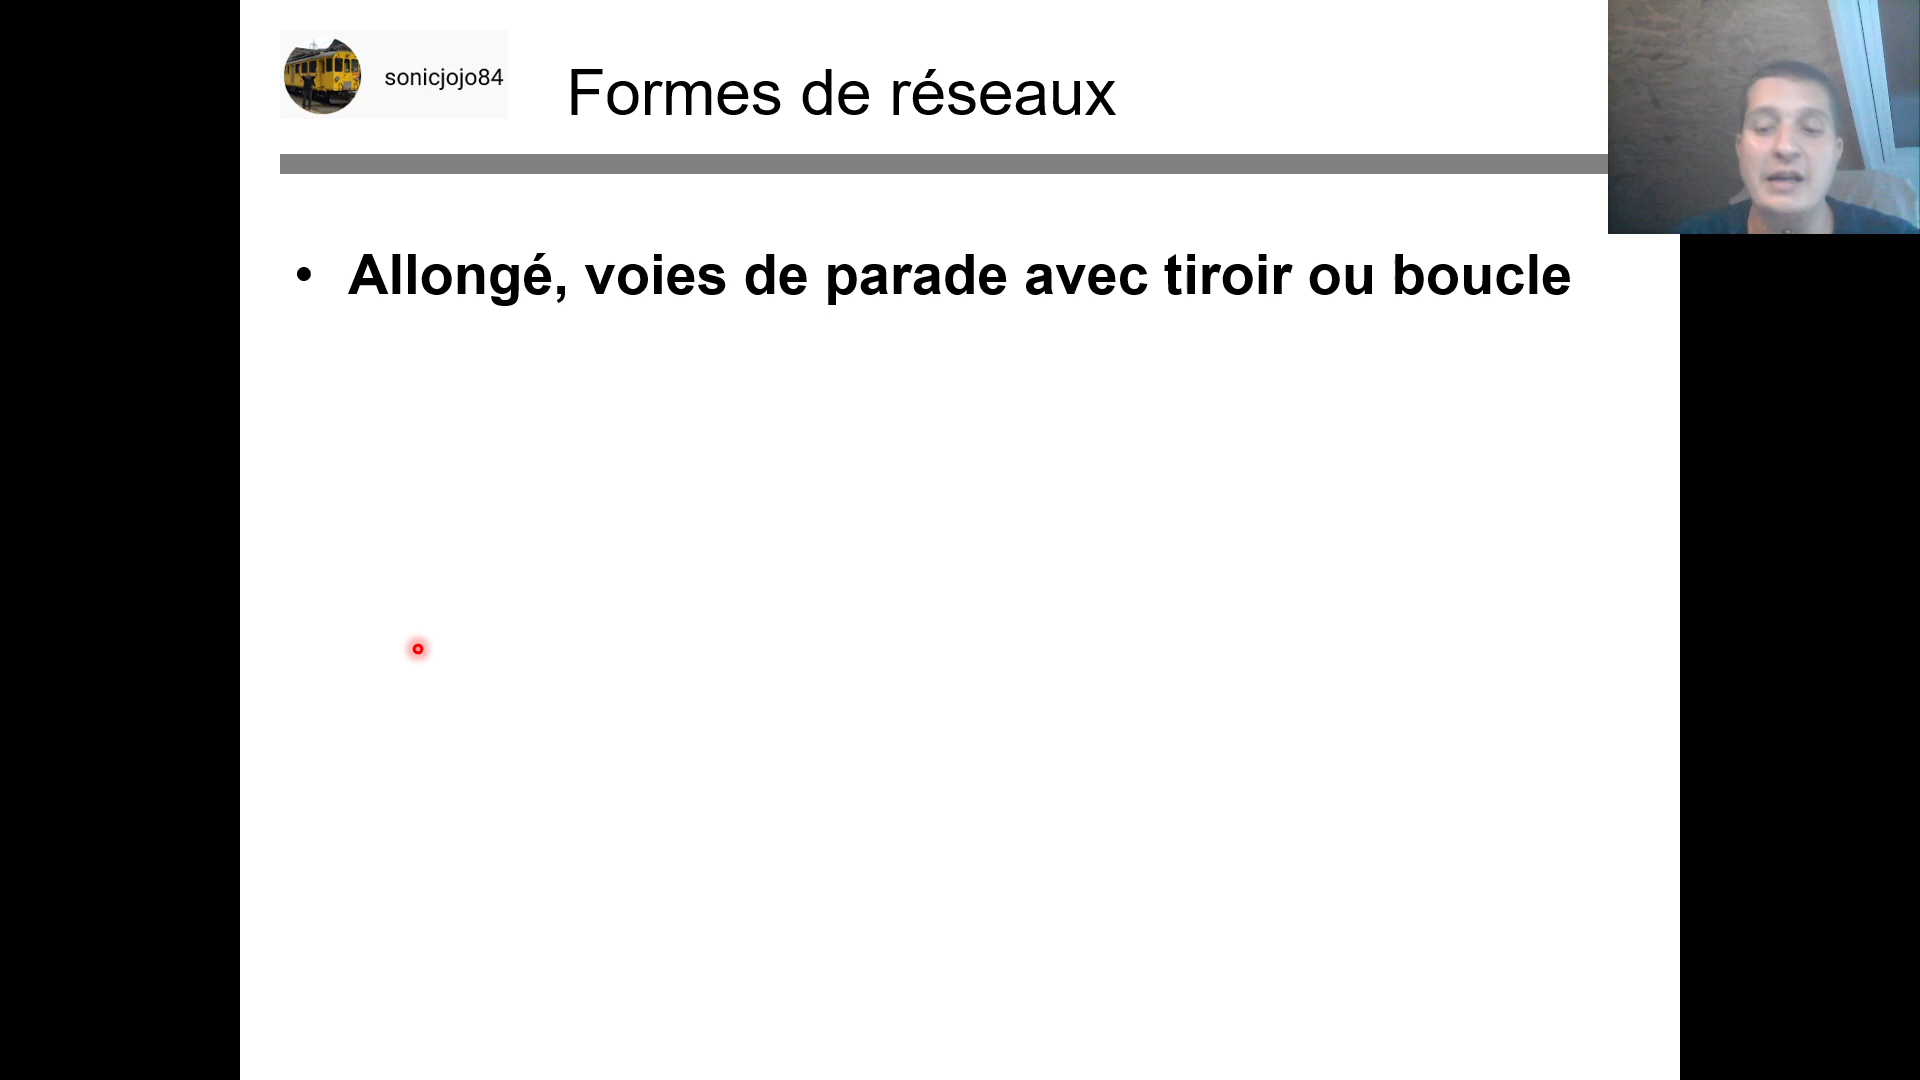 sonicjojo84
Formes de réseaux
• Allongé, voies de parade avec tiroir ou boucle